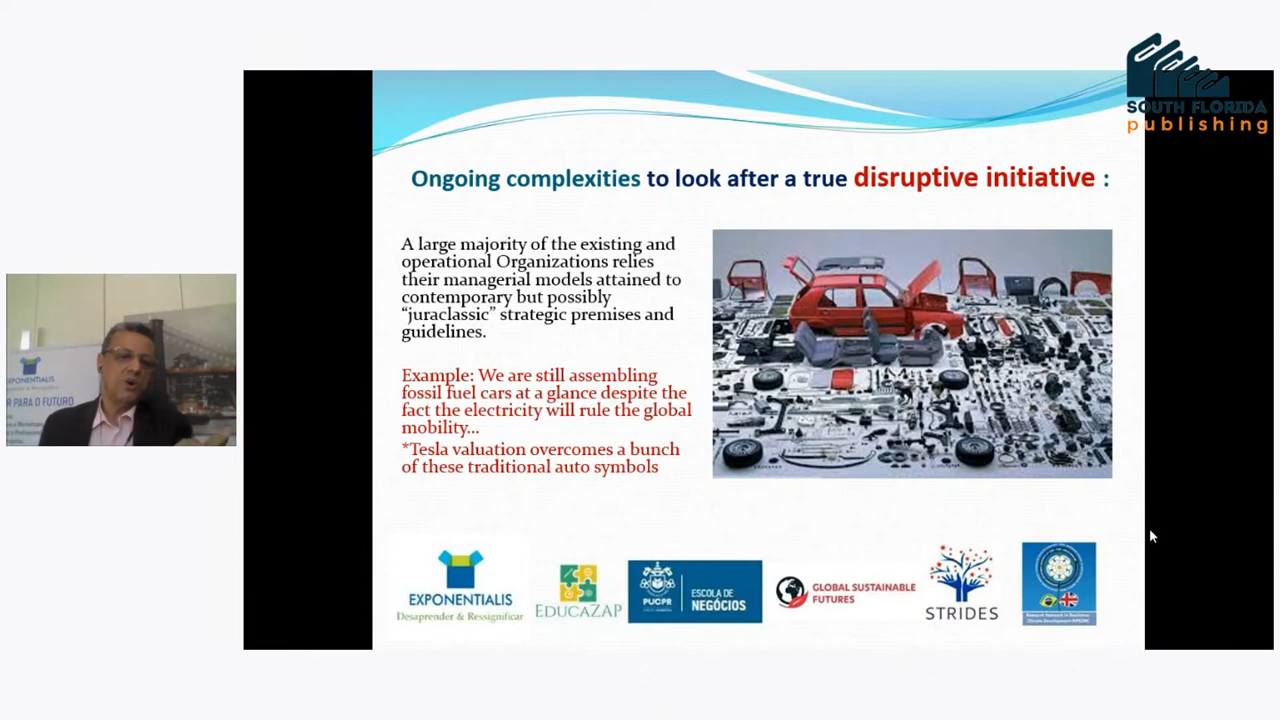 SOUTH FLORIDA
publishing
Ongoing complexities to look after a true disruptive initiative :
A large majority of the existing and
operational Organizations relies
their managerial models attained to
contemporary but possibly
“juraclassic” strategic premises and
guidelines.
Example: We are still assembling
fossil fuel cars at a glance despite the
fact the electricity will rule the global
mobility...
*Tesla valuation overcomes a bunch
of these traditional auto symbols
EXPONENTIALIS
R PARA O FUTURO
EXPONENTIALIS
Desaprender & Ressignificar
EDUCAZAP
PUCPR
ESCOLA DE
NEGÓCIOS
GLOBAL SUSTAINABLE
FUTURES
STRIDES